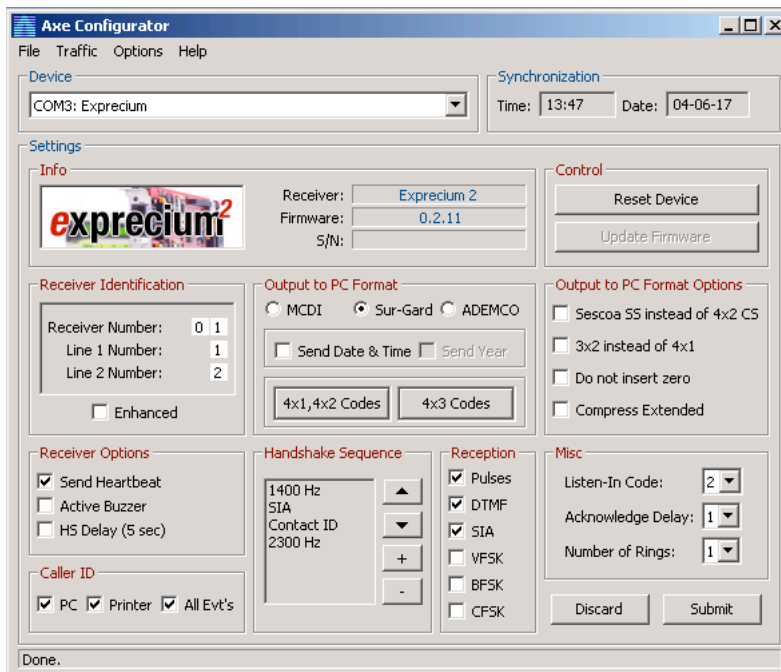 Axe Configurator
File Traffic Options Help
Device
COM3: Exprecium
Synchronization
Time: 13:47 Date: 04-06-17
Settings
Info
exprecium2
Receiver: Exprecium 2
Firmware: 0.2.11
S/N:
Control
Reset Device
Update Firmware
Receiver Identification
Receiver Number: 0 1
Line 1 Number: 1
Line 2 Number: 2
Enhanced
Output to PC Format
MCDI Sur-Gard ADEMCO
Send Date & Time Send Year
4x1,4x2 Codes 4x3 Codes
Output to PC Format Options
Sescoa SS instead of 4x2 CS
3x2 instead of 4x1
Do not insert zero
Compress Extended
Receiver Options
Send Heartbeat
Active Buzzer
HS Delay (5 sec)
Caller ID
PC Printer All Evt's
Handshake Sequence
1400 Hz
SIA
Contact ID
2300 Hz
+
-
Reception
Pulses
DTMF
SIA
VFSK
BFSK
CFSK
Misc
Listen-In Code: 2
Acknowledge Delay: 1
Number of Rings: 1
Discard Submit
Done.